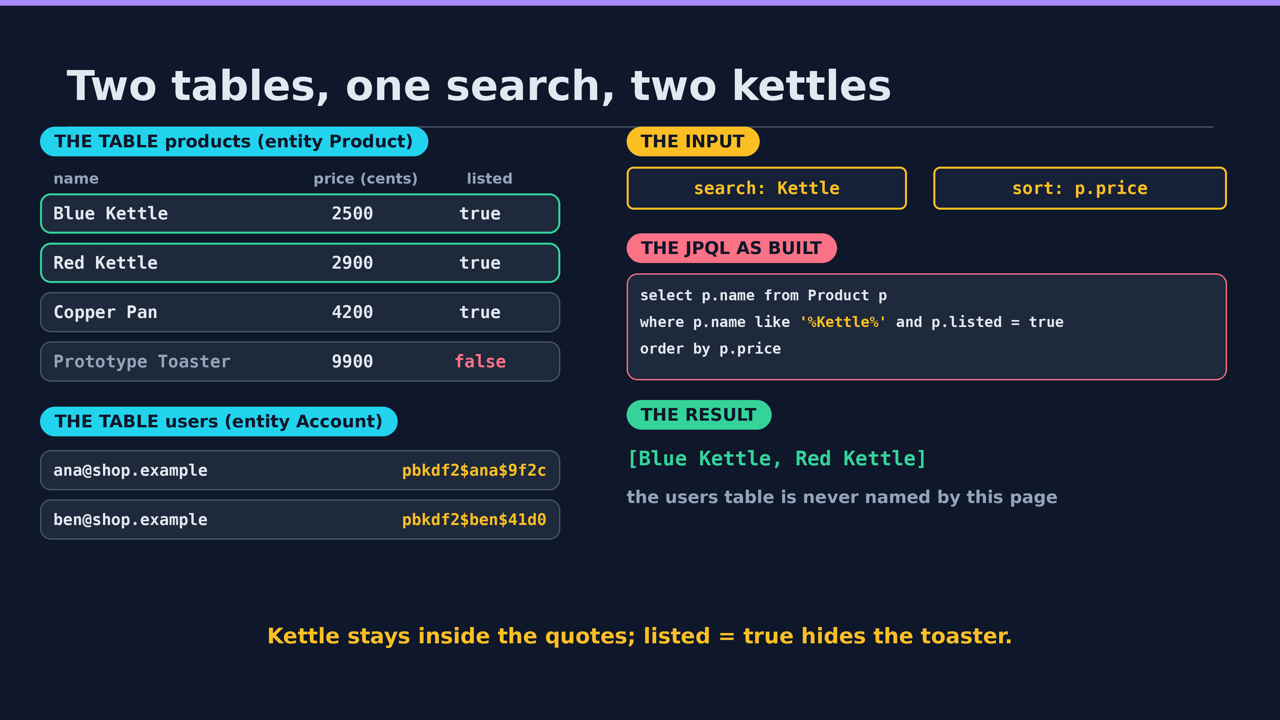 Two tables, one search, two kettles
THE TABLE products (entity Product)
name price (cents) listed
Blue Kettle 2500 true
Red Kettle 2900 true
Copper Pan 4200 true
Prototype Toaster 9900 false
THE TABLE users (entity Account)
ana@shop.example pbkdf2$ana$9f2c
ben@shop.example pbkdf2$ben$41d0
THE INPUT
search: Kettle sort: p.price
THE JPQL AS BUILT
select p.name from Product p
where p.name like '%Kettle%' and p.listed = true
order by p.price
THE RESULT
[Blue Kettle, Red Kettle]
the users table is never named by this page
Kettle stays inside the quotes; listed = true hides the toaster.